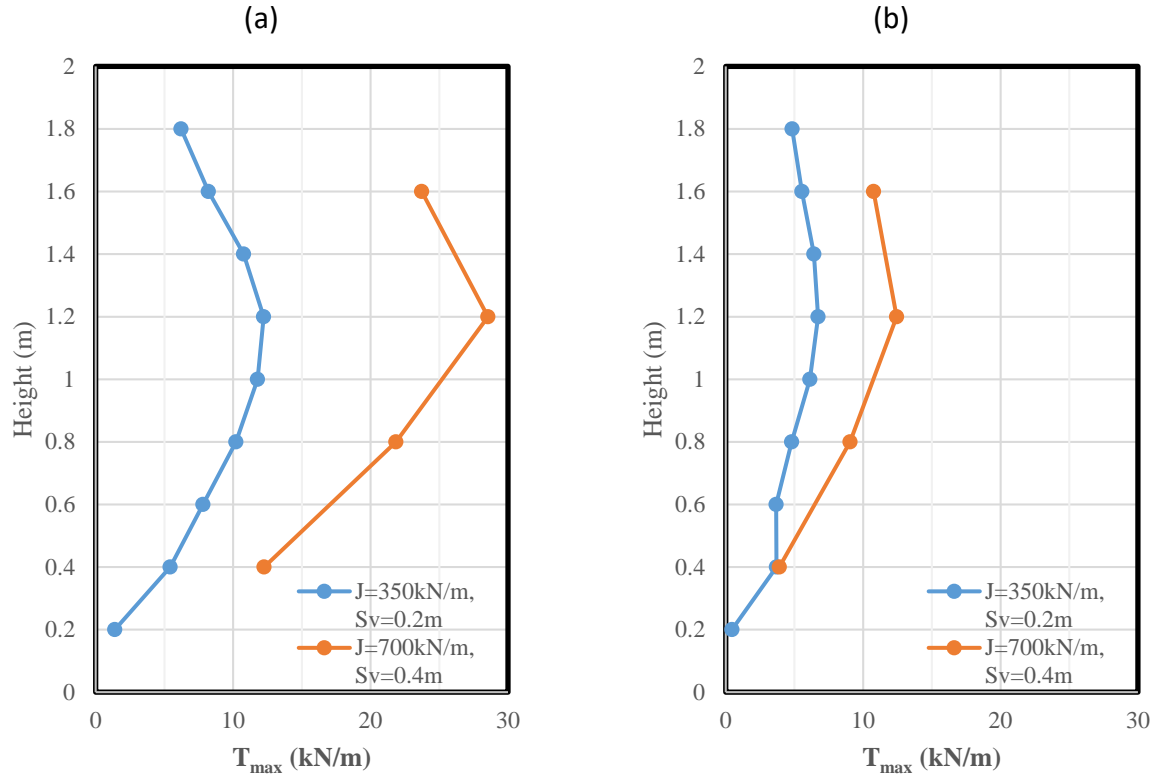 (a)
2
1.8
1.6
1.4
1.2
1
0.8
0.6
0.4
0.2
0
Height (m)
J=350kN/m,
Sv=0.2m
J=700kN/m,
Sv=0.4m
0 10 20 30
Tmax (kN/m)
(b)
2
1.8
1.6
1.4
1.2
1
0.8
0.6
0.4
0.2
0
Height (m)
J=350kN/m,
Sv=0.2m
J=700kN/m,
Sv=0.4m
0 10 20 30
Tmax (kN/m)